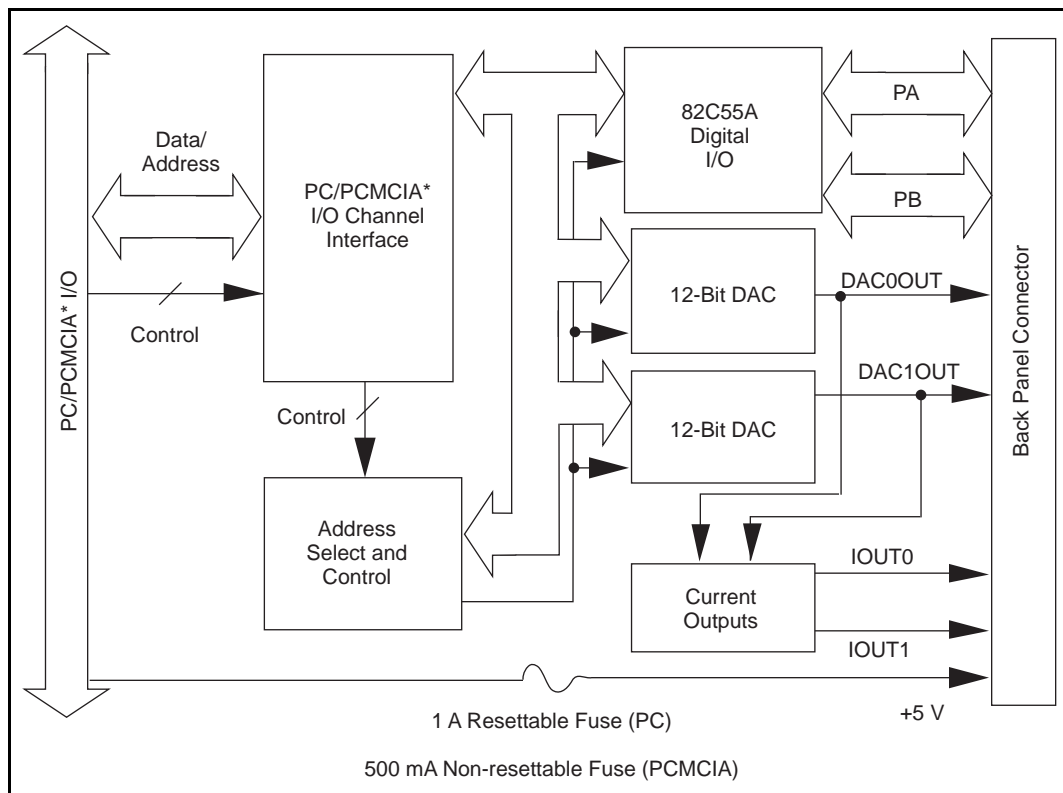 PC/PCMCIA* I/O
Data/
Address
Control
PC/PCMCIA*
I/O Channel
Interface
Control
Address
Select and
Control
82C55A
Digital
I/O
PA
PB
12-Bit DAC
DAC0OUT
12-Bit DAC
DAC1OUT
Current
Outputs
IOUT0
IOUT1
Back Panel Connector
+5 V
1 A Resettable Fuse (PC)
500 mA Non-resettable Fuse (PCMCIA)